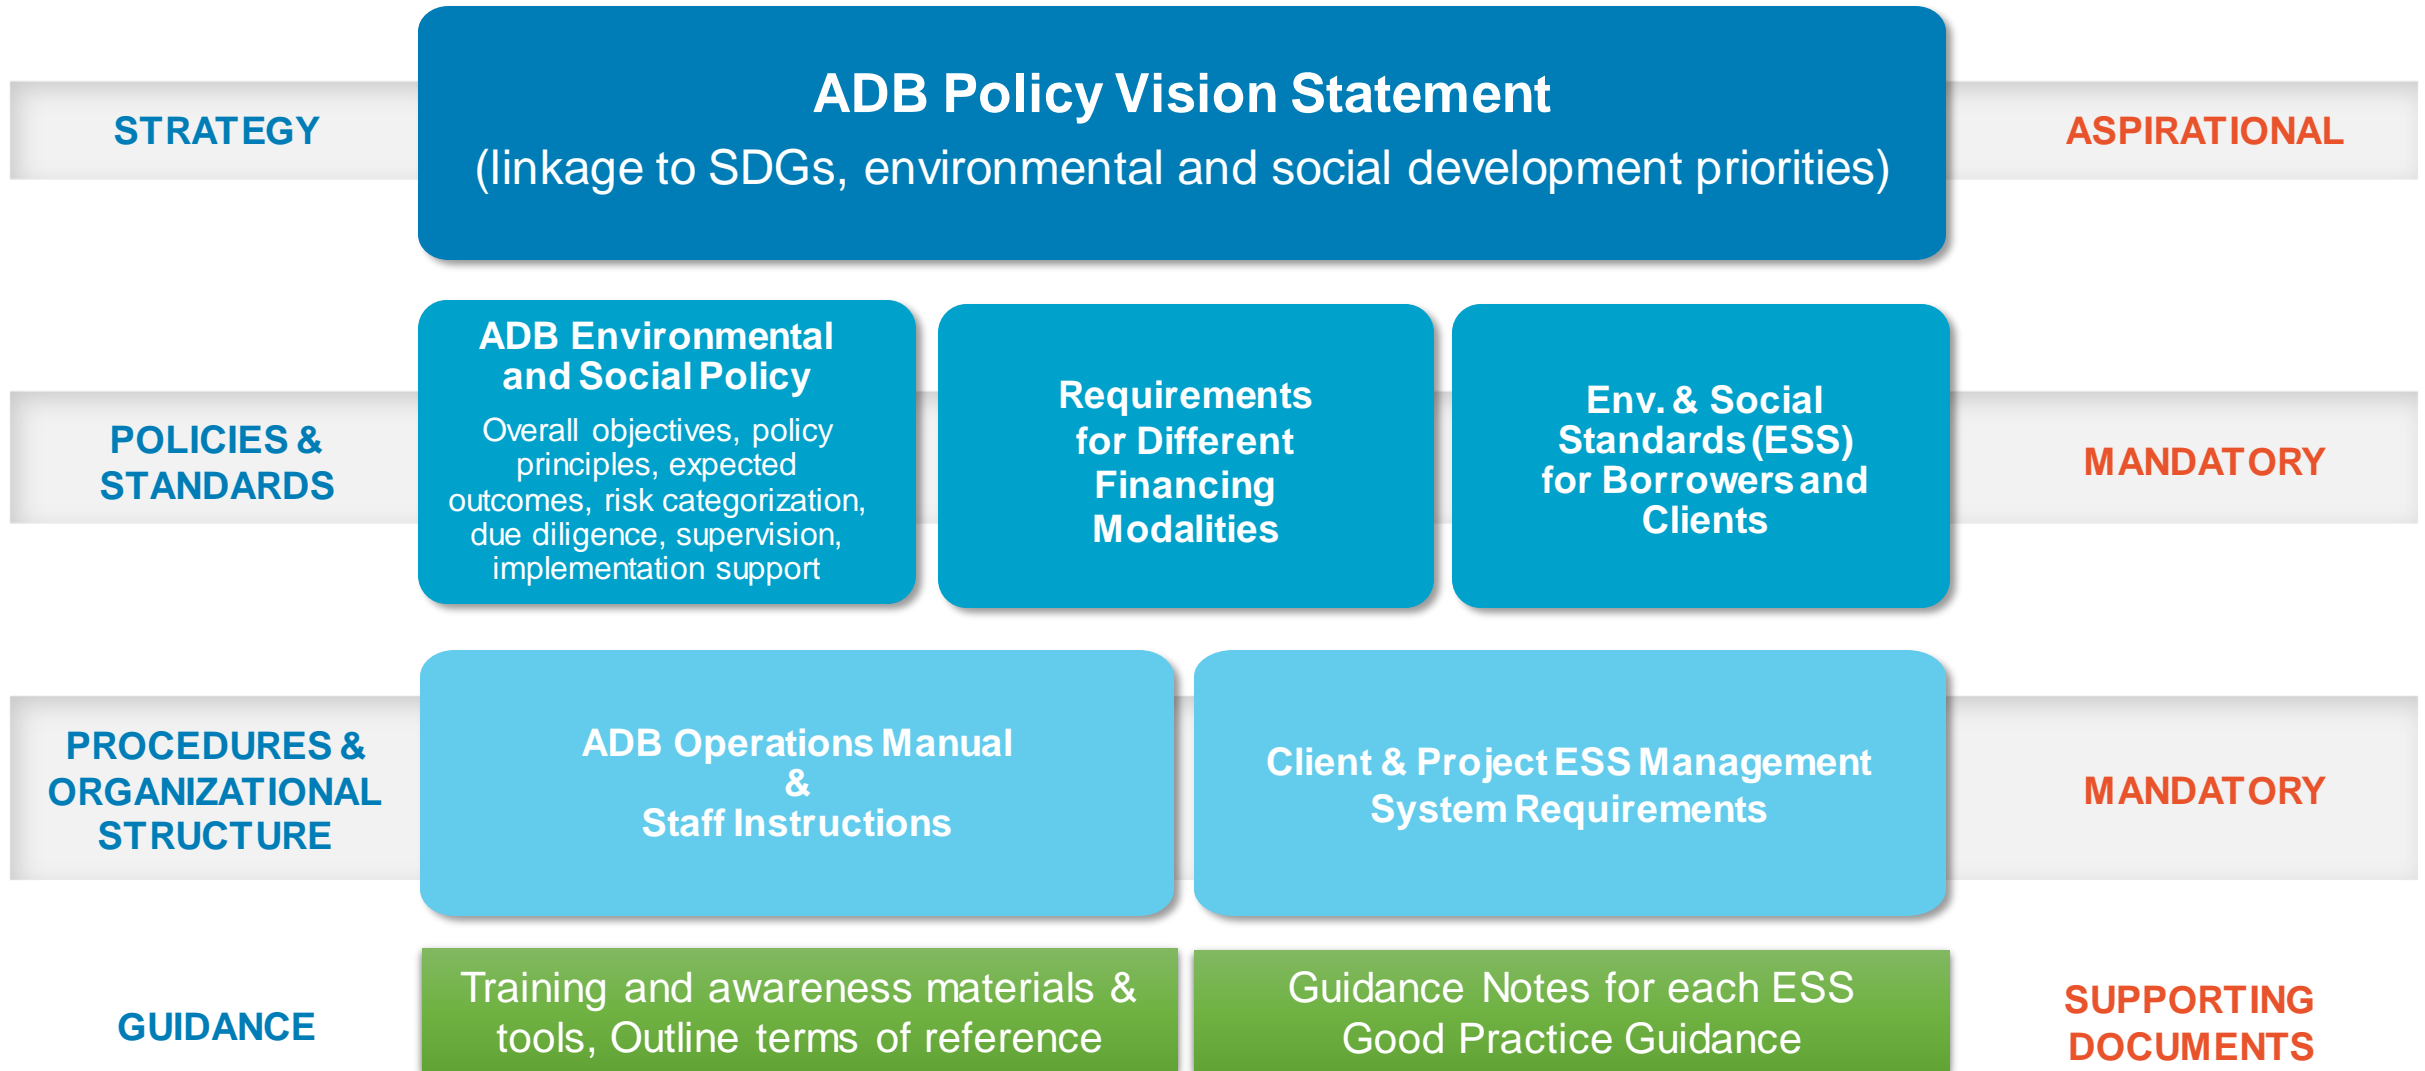 STRATEGY
ADB Policy Vision Statement
(linkage to SDGs, environmental and social development priorities)
ASPIRATIONAL
POLICIES &
STANDARDS
ADB Environmental
and Social Policy
Overall objectives, policy
principles, expected
outcomes, risk categorization,
due diligence, supervision,
implementation support
Requirements
for Different
Financing
Modalities
Env. & Social
Standards (ESS)
for Borrowers and
Clients
MANDATORY
PROCEDURES &
ORGANIZATIONAL
STRUCTURE
ADB Operations Manual
&
Staff Instructions
Client & Project ESS Management
System Requirements
MANDATORY
GUIDANCE
Training and awareness materials &
tools, Outline terms of reference
Guidance Notes for each ESS
Good Practice Guidance
SUPPORTING
DOCUMENTS